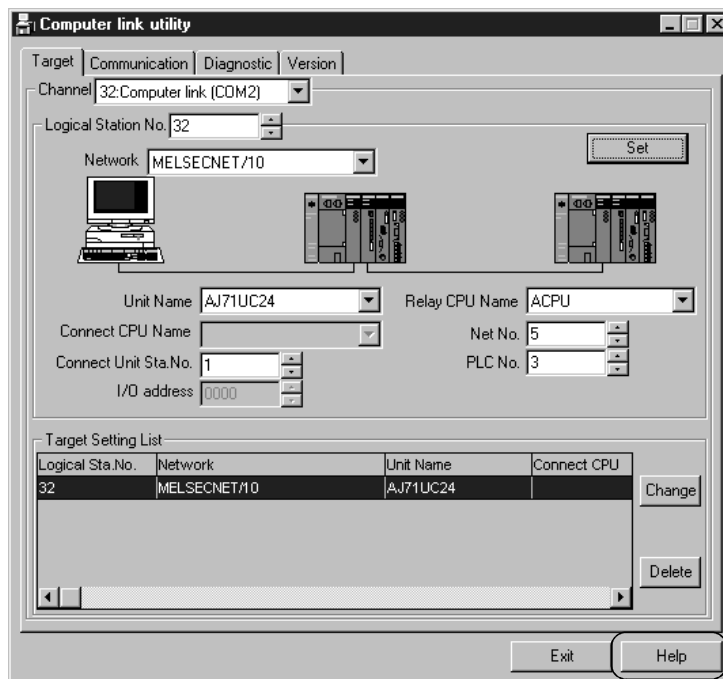 Computer link utility
Target Communication Diagnostic Version
Channel 32:Computer link (COM2)
Logical Station No. 32
Set
Network MELSECNET/10
Unit Name AJ71UC24 Relay CPU Name ACPU
Connect CPU Name Net No. 5
Connect Unit Sta.No. 1 PLC No. 3
I/O address 0000
Target Setting List
Logical Sta.No. Network Unit Name Connect CPU
32 MELSECNET/10 AJ71UC24
Change
Delete
Exit Help